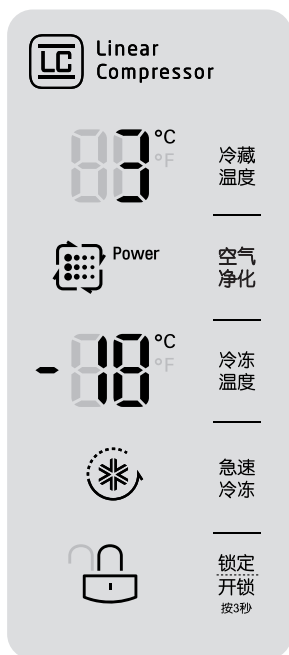 LC
Linear
Compressor
3 °C
°F
冷藏
温度
Power
空气
净化
-18 °C
°F
冷冻
温度
急速
冷冻
锁定
开锁
按3秒